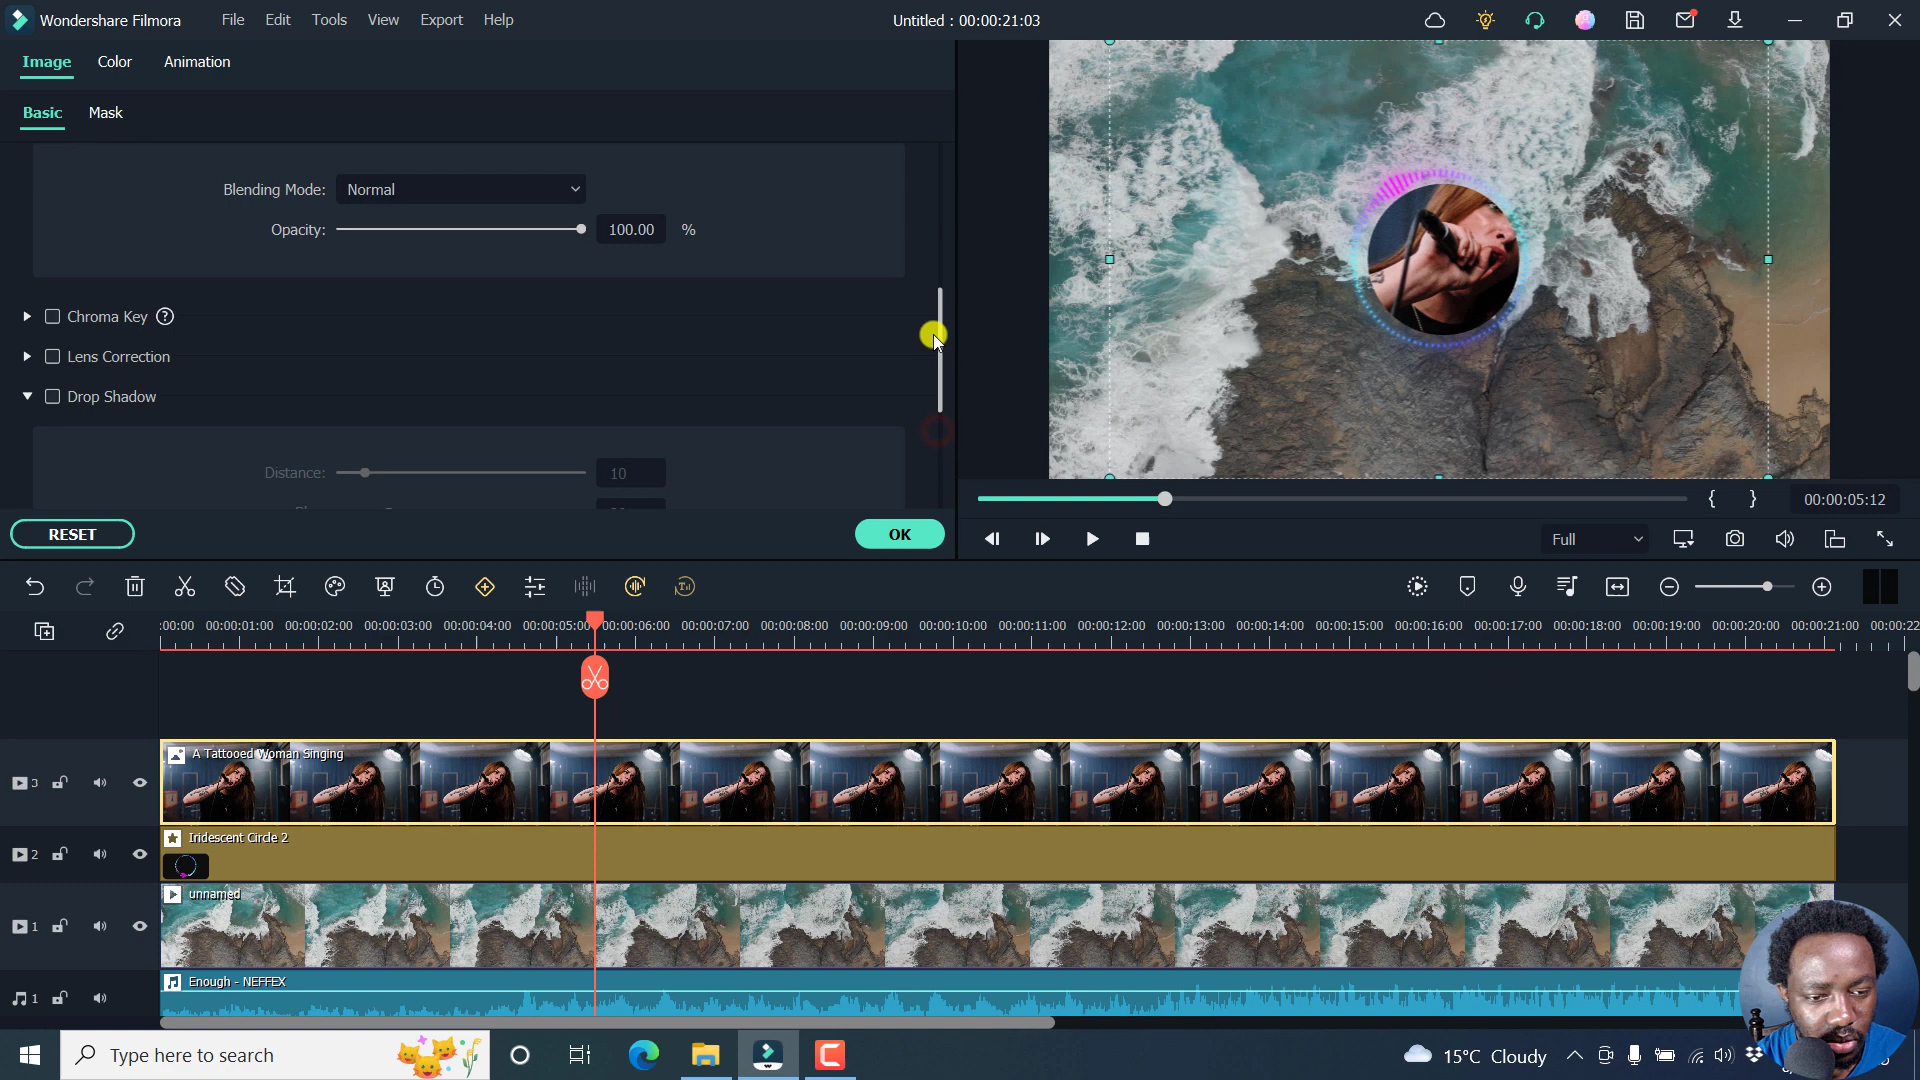 Wondershare Filmora File Edit Tools View Export Help Untitled : 00:00:21:03
Image Color Animation
Basic Mask
Blending Mode: Normal
Opacity: 100.00 %
Chroma Key ?
Lens Correction
Drop Shadow
Distance: 10
RESET OK
{ } 00:00:05:12
Full
:00:00 00:00:01:00 00:00:02:00 00:00:03:00 00:00:04:00 00:00:05:00 00:00:06:00 00:00:07:00 00:00:08:00 00:00:09:00 00:00:10:00 00:00:11:00 00:00:12:00 00:00:13:00 00:00:14:00 00:00:15:00 00:00:16:00 00:00:17:00 00:00:18:00 00:00:19:00 00:00:20:00 00:00:21:00 00:00:22
A Tattooed Woman Singing
3
Iridescent Circle 2
2
unnamed
1
Enough - NEFFEX
1
Type here to search 15°C Cloudy